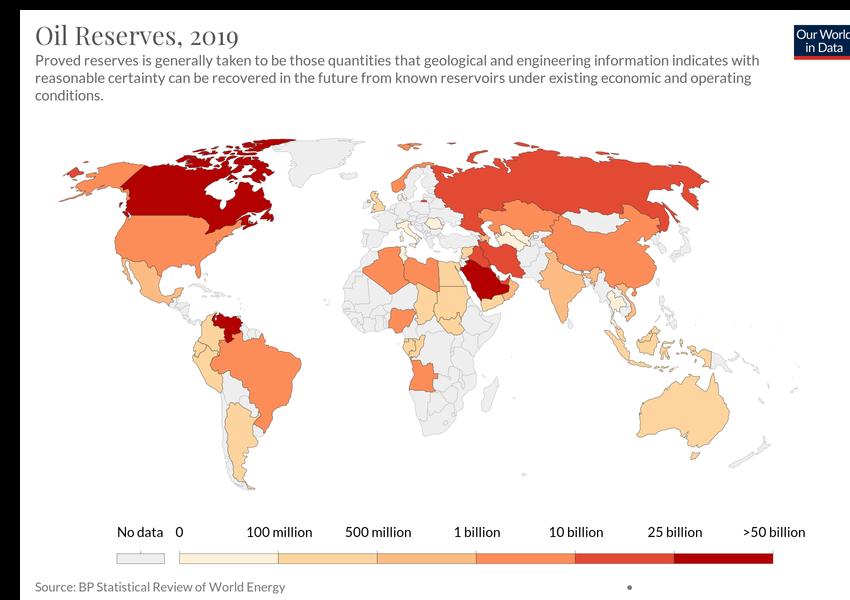 Oil Reserves, 2019
Our World
in Data
Proved reserves is generally taken to be those quantities that geological and engineering information indicates with
reasonable certainty can be recovered in the future from known reservoirs under existing economic and operating
conditions.
No data 0 100 million 500 million 1 billion 10 billion 25 billion >50 billion
Source: BP Statistical Review of World Energy